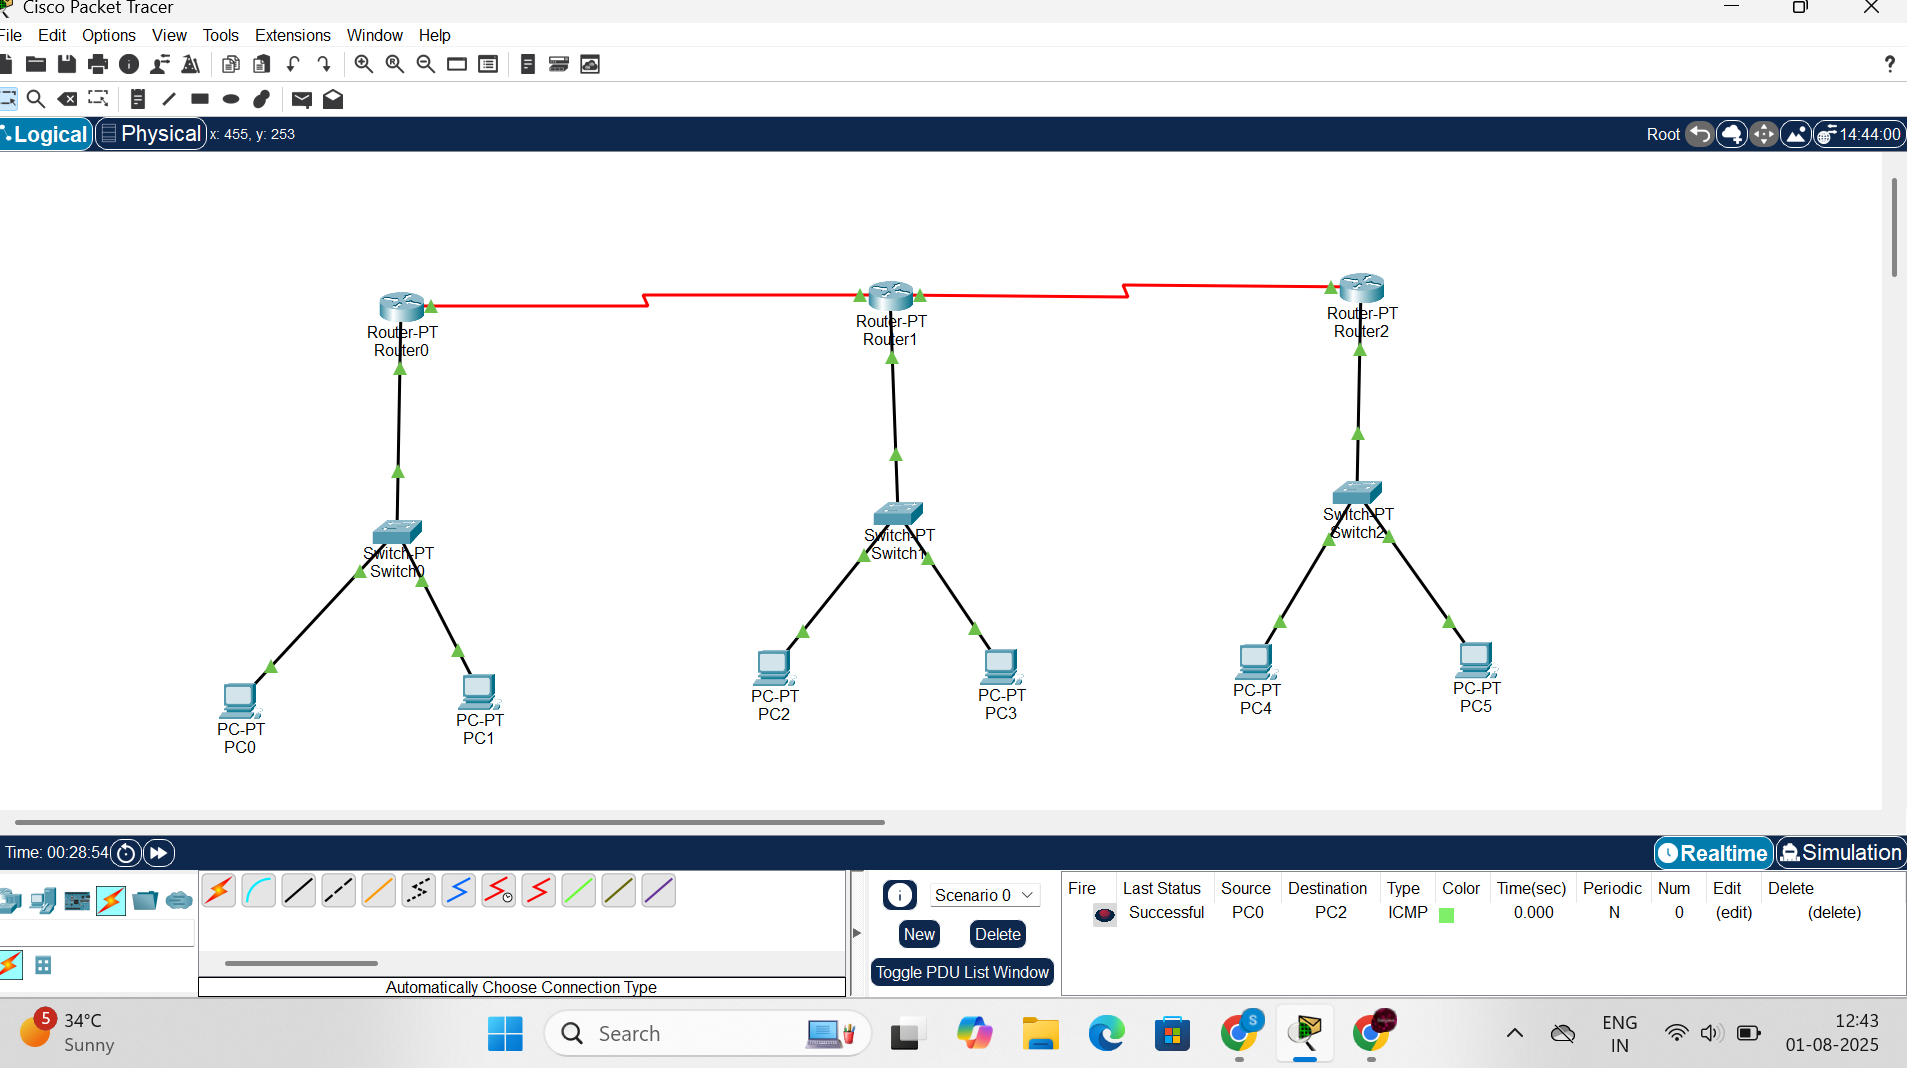 Cisco Packet Tracer
File Edit Options View Tools Extensions Window Help
?
Logical Physical x: 455, y: 253 Root 14:44:00
Router-PT
Router0
Router-PT
Router1
Router-PT
Router2
Switch-PT
Switch0
Switch-PT
Switch1
Switch-PT
Switch2
PC-PT
PC0
PC-PT
PC1
PC-PT
PC2
PC-PT
PC3
PC-PT
PC4
PC-PT
PC5
Time: 00:28:54 Realtime Simulation
Automatically Choose Connection Type
Scenario 0
New Delete
Toggle PDU List Window
Fire Last Status Source Destination Type Color Time(sec) Periodic Num Edit Delete
Successful PC0 PC2 ICMP 0.000 N 0 (edit) (delete)
5
34°C
Sunny
Search
S
ENG
IN
12:43
01-08-2025